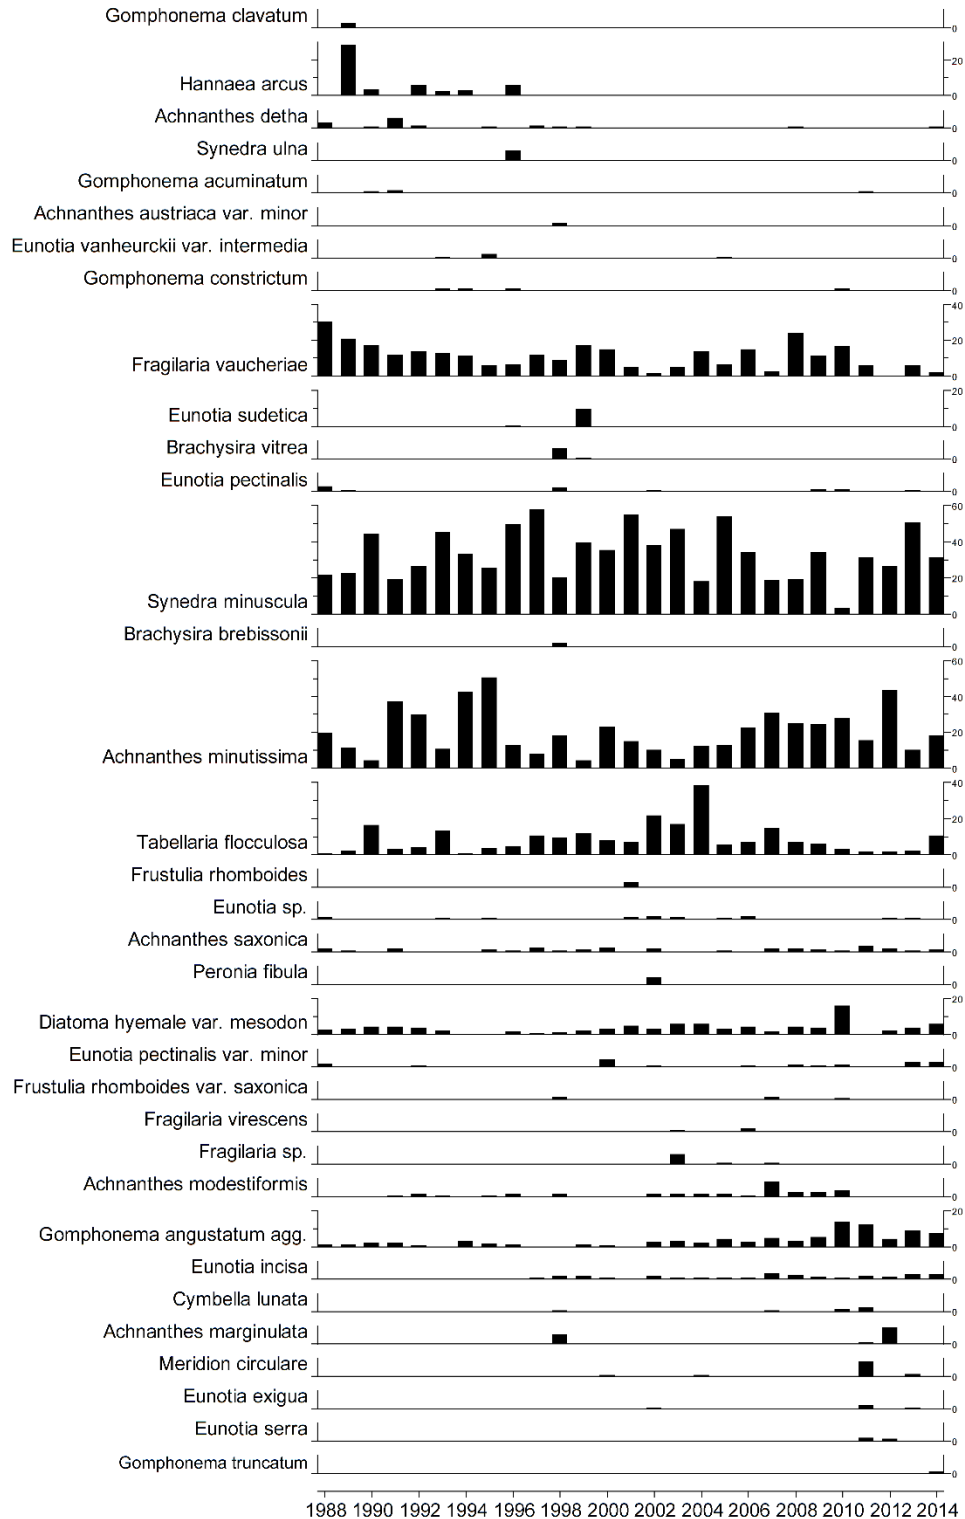 Gomphonema clavatum
0
20
Hannaea arcus
0
Achnanthes detha
0
Synedra ulna
0
Gomphonema acuminatum
0
Achnanthes austriaca var. minor
0
Eunotia vanheurckii var. intermedia
0
Gomphonema constrictum
0
40
20
Fragilaria vaucheriae
0
20
Eunotia sudetica
0
Brachysira vitrea
0
Eunotia pectinalis
0
60
40
20
Synedra minuscula
0
Brachysira brebissonii
0
60
40
20
Achnanthes minutissima
0
40
20
Tabellaria flocculosa
0
Frustulia rhomboides
0
Eunotia sp.
0
Achnanthes saxonica
0
Peronia fibula
0
20
Diatoma hyemale var. mesodon
0
Eunotia pectinalis var. minor
0
Frustulia rhomboides var. saxonica
0
Fragilaria virescens
0
Fragilaria sp.
0
Achnanthes modestiformis
0
20
Gomphonema angustatum agg.
0
Eunotia incisa
0
Cymbella lunata
0
Achnanthes marginulata
0
Meridion circulare
0
Eunotia exigua
0
Eunotia serra
0
Gomphonema truncatum
0
1988 1990 1992 1994 1996 1998 2000 2002 2004 2006 2008 2010 2012 2014